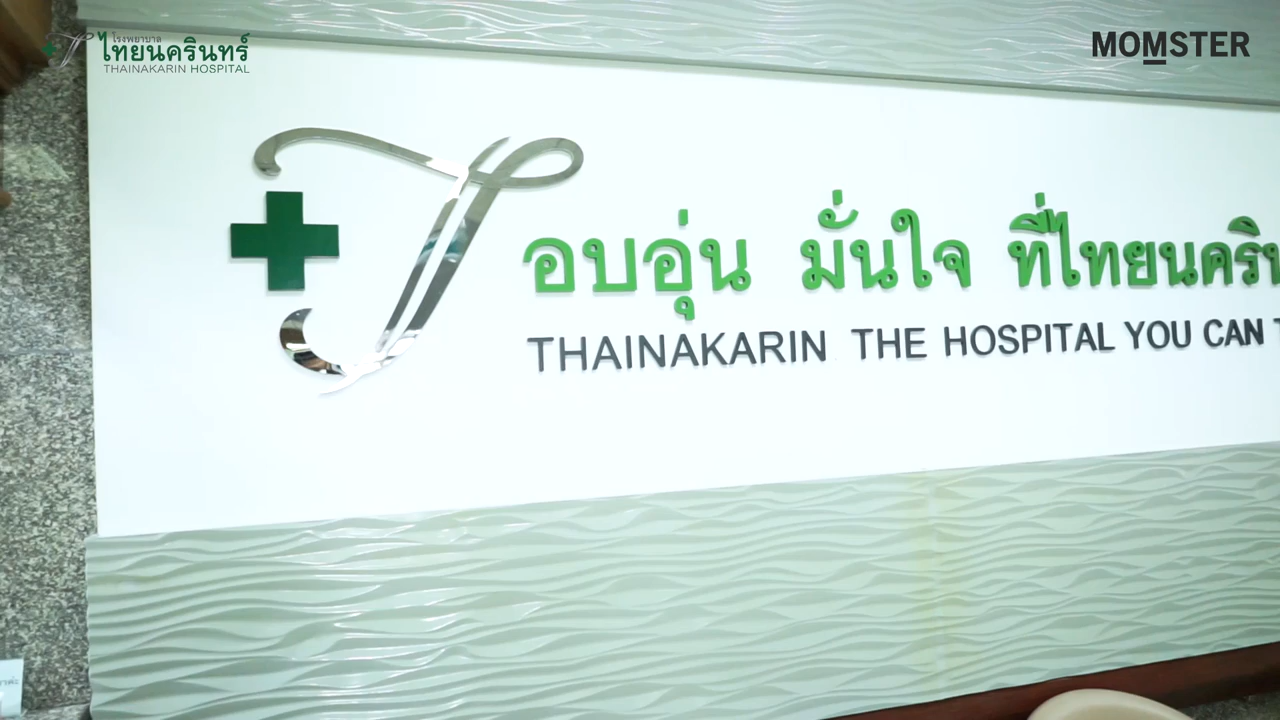 โรงพยาบาล
ไทยนครินทร์
THAINAKARIN HOSPITAL
MOMSTER
อบอุ่น มั่นใจ ที่ไทยนคริน
THAINAKARIN THE HOSPITAL YOU CAN